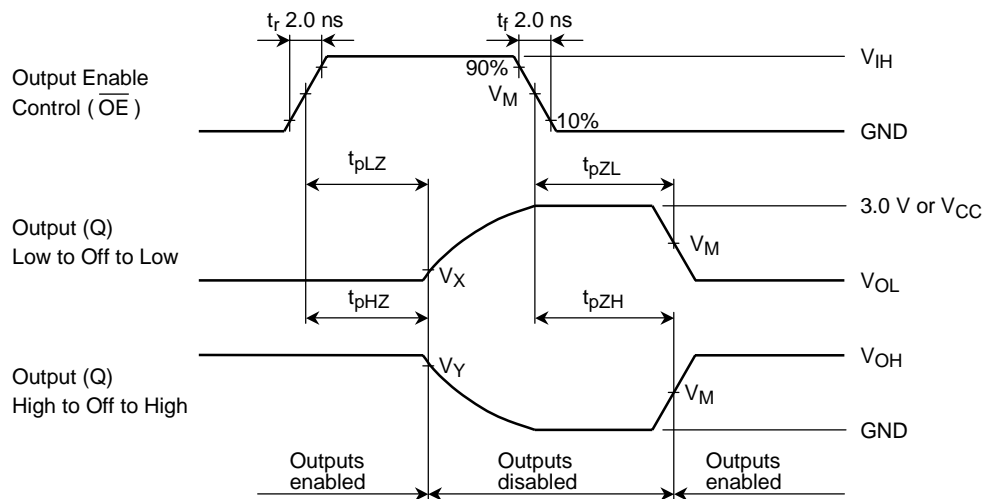 tr 2.0 ns
tf 2.0 ns
Output Enable
Control ( OE )
90%
VM
10%
VIH
GND
tpLZ
tpZL
Output (Q)
Low to Off to Low
3.0 V or VCC
VM
VX
VOL
tpHZ
tpZH
Output (Q)
High to Off to High
VY
VOH
VM
GND
Outputs
enabled
Outputs
disabled
Outputs
enabled